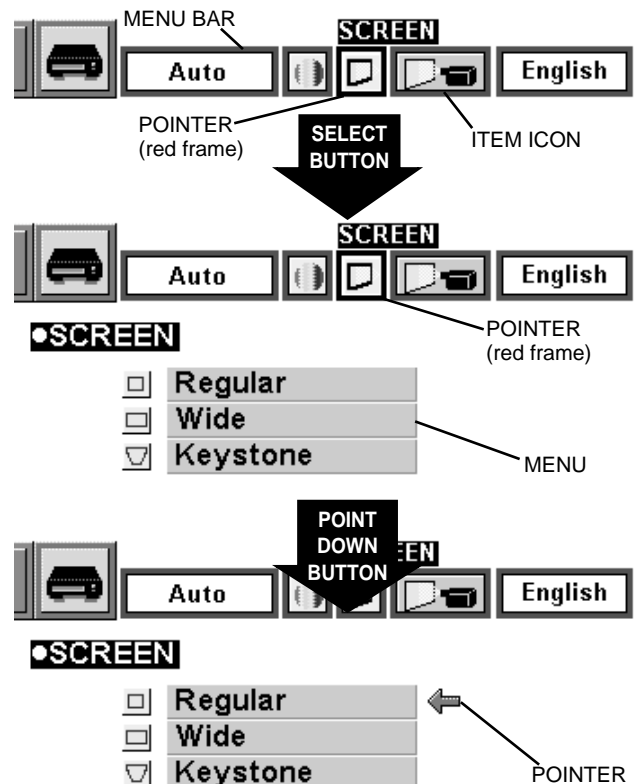 MENU BAR
SCREEN
Auto
English
POINTER
(red frame)
SELECT
BUTTON
ITEM ICON
SCREEN
Auto
English
POINTER
(red frame)
●SCREEN
Regular
Wide
Keystone
MENU
POINT
DOWN
BUTTON
EEN
Auto
English
●SCREEN
Regular
Wide
Keystone
POINTER